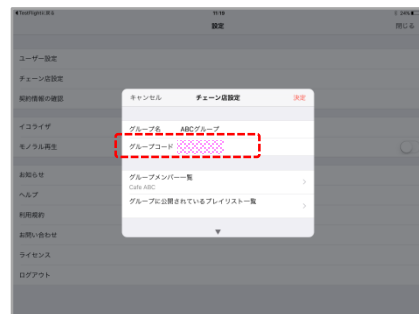 設定
閉じる
ユーザー設定
チェーン店設定
契約情報の確認
イコライザ
モノラル再生
お知らせ
ヘルプ
利用規約
お問い合わせ
ライセンス
ログアウト
キャンセル
チェーン店設定
決定
グループ名 ABCグループ
グループコード
グループメンバー一覧
Cafe ABC
グループに公開されているプレイリスト一覧
▼